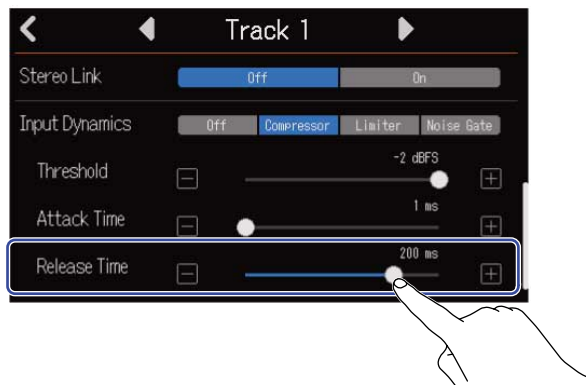 Track 1
Stereo Link Off On
Input Dynamics Off Compressor Limiter Noise Gate
-2 dBFS
Threshold
1 ms
Attack Time
200 ms
Release Time